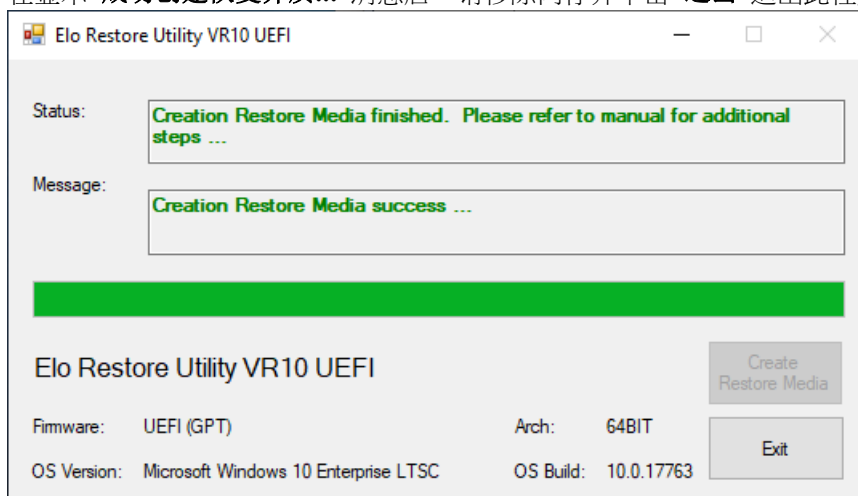 Elo Restore Utility VR10 UEFI
Status:
Creation Restore Media finished.  Please refer to manual for additional
steps ...
Message:
Creation Restore Media success ...
Elo Restore Utility VR10 UEFI
Create
Restore Media
Firmware: UEFI (GPT) Arch: 64BIT
Exit
OS Version: Microsoft Windows 10 Enterprise LTSC OS Build: 10.0.17763